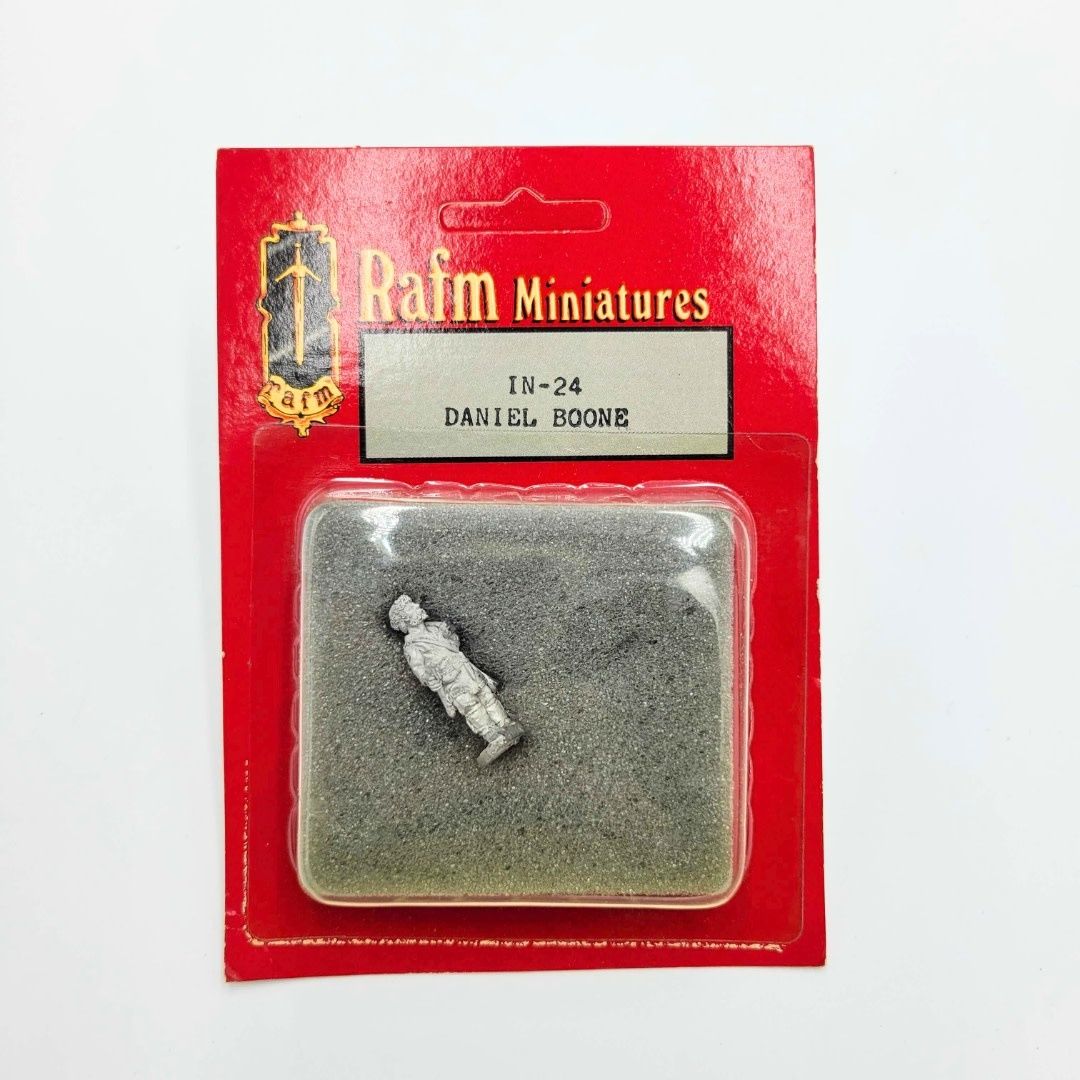 Rafm Miniatures
rafm
IN-24
DANIEL BOONE